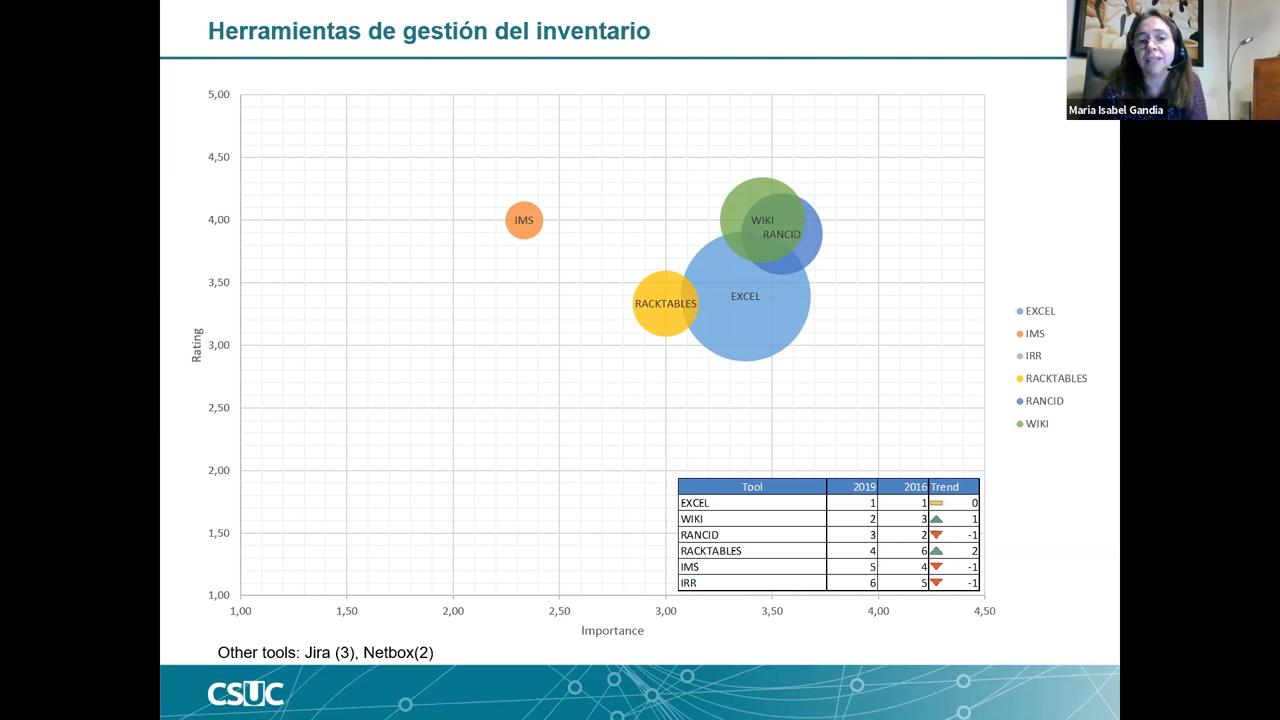 Herramientas de gestión del inventario
Maria Isabel Gandia
5,00
4,50
4,00
3,50
3,00
2,50
2,00
1,50
1,00
Rating
IMS
WIKI
RANCID
EXCEL
RACKTABLES
EXCEL
IMS
IRR
RACKTABLES
RANCID
WIKI
Tool 2019 2016 Trend
EXCEL 1 1 0
WIKI 2 3 1
RANCID 3 2 -1
RACKTABLES 4 6 2
IMS 5 4 -1
IRR 6 5 -1
1,00 1,50 2,00 2,50 3,00 3,50 4,00 4,50
Importance
Other tools: Jira (3), Netbox(2)
CSUC